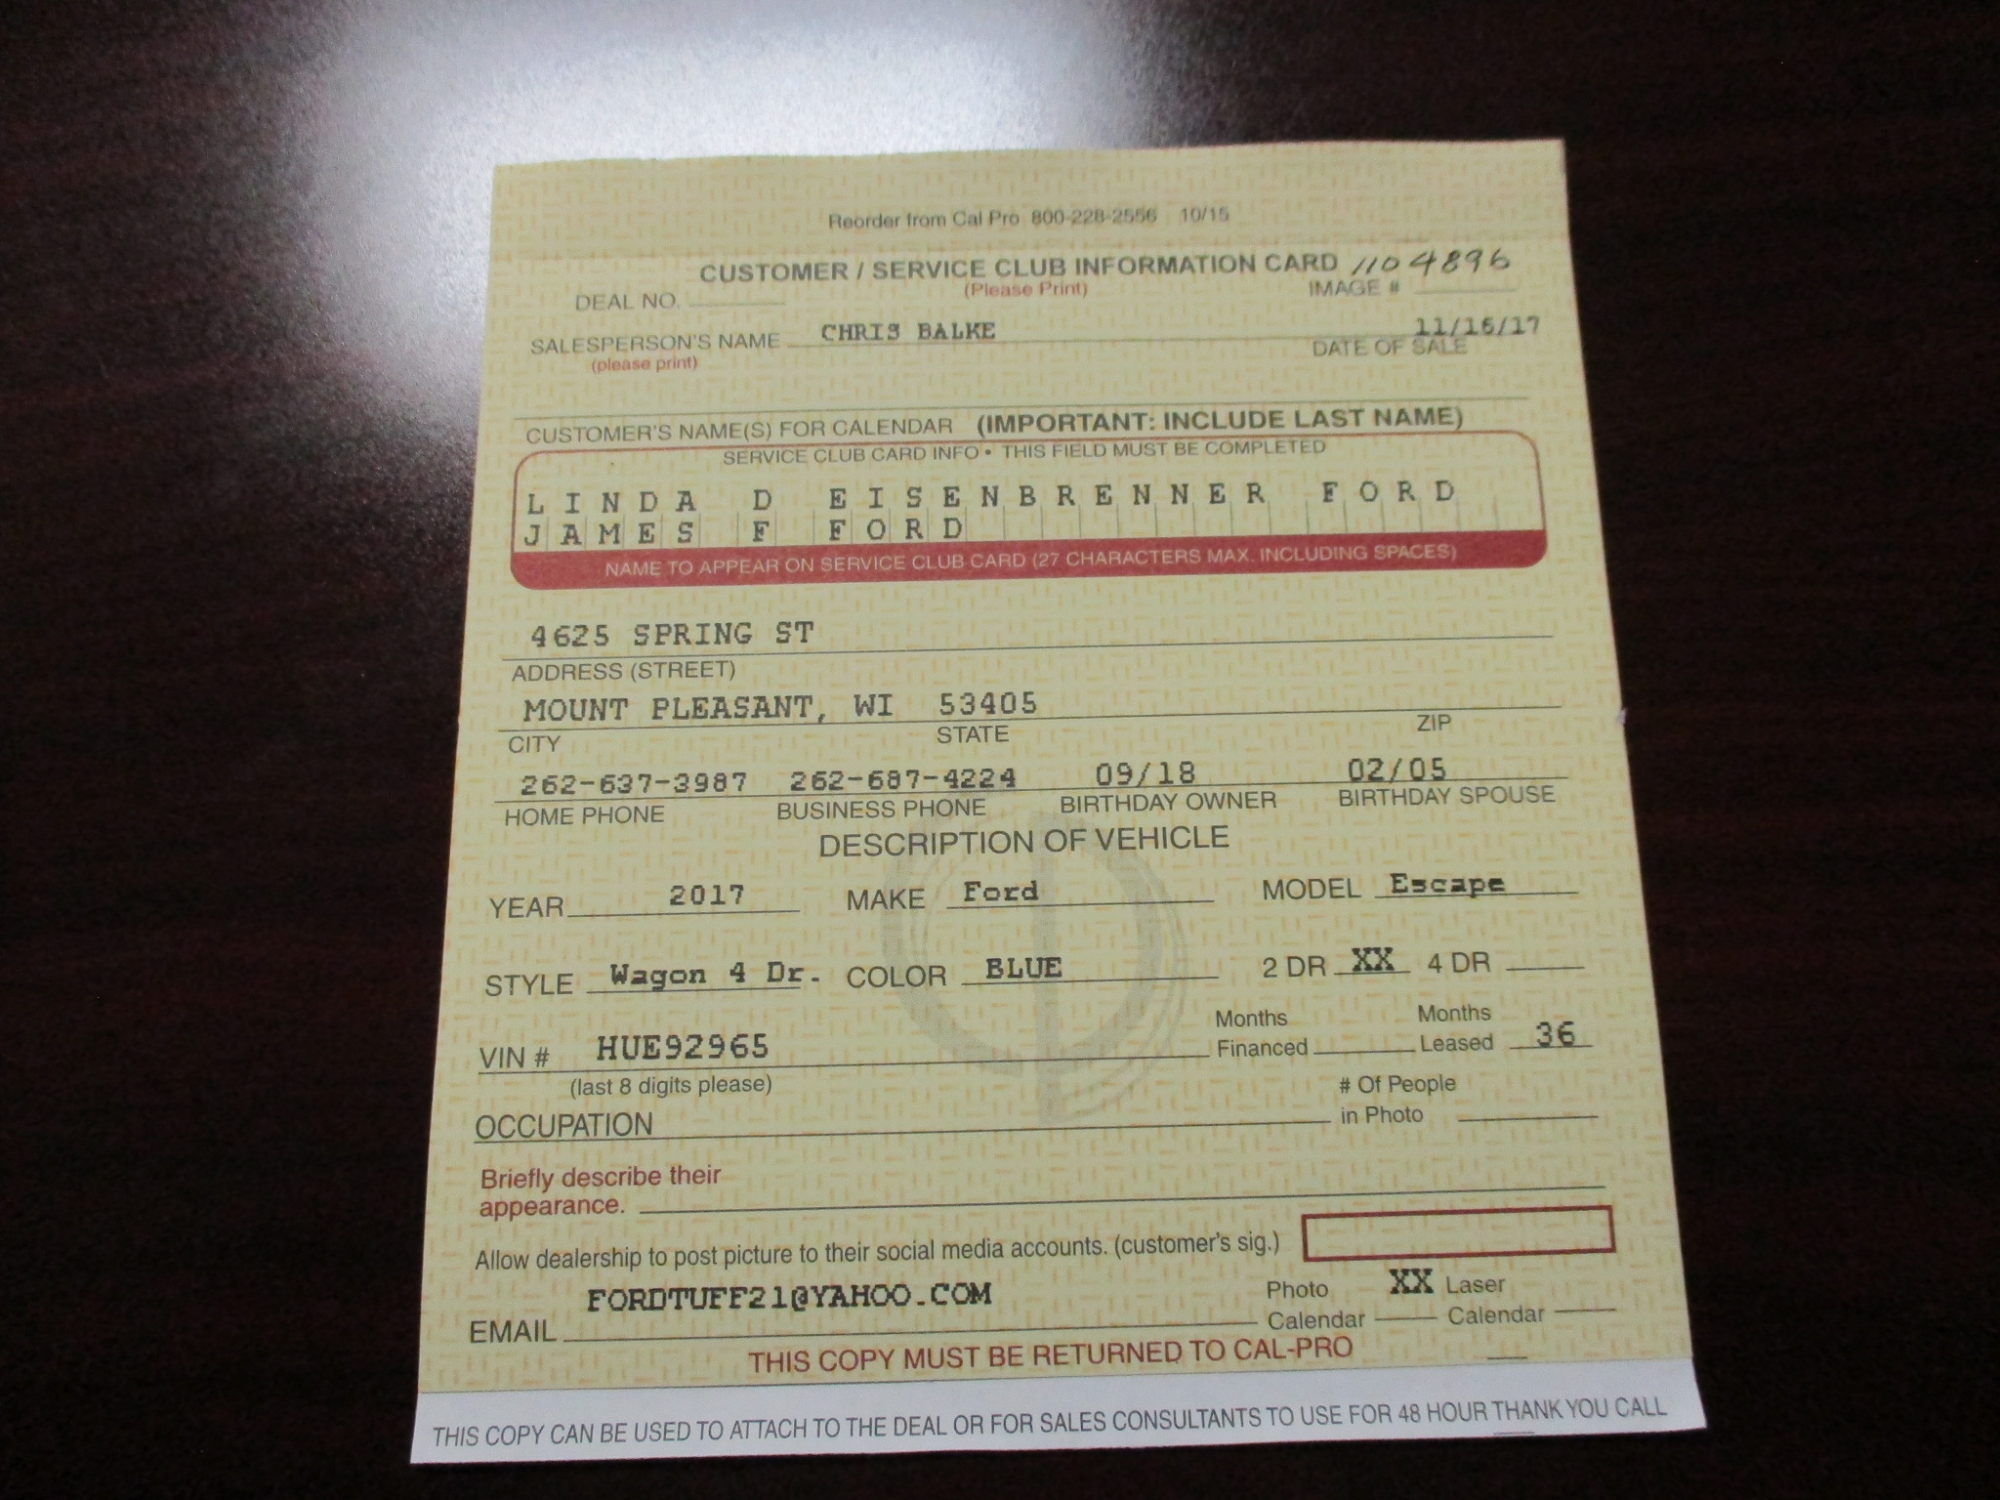 Reorder from Cal Pro 800-228-2556 10/15
CUSTOMER / SERVICE CLUB INFORMATION CARD 1104896
DEAL NO. (Please Print) IMAGE #
SALESPERSON'S NAME CHRIS BALKE 11/16/17
(please print) DATE OF SALE
CUSTOMER'S NAME(S) FOR CALENDAR (IMPORTANT: INCLUDE LAST NAME)
SERVICE CLUB CARD INFO • THIS FIELD MUST BE COMPLETED
LINDA D EISENBRENNER FORD
JAMES F FORD
NAME TO APPEAR ON SERVICE CLUB CARD (27 CHARACTERS MAX. INCLUDING SPACES)
4625 SPRING ST
ADDRESS (STREET)
MOUNT PLEASANT, WI 53405
CITY STATE ZIP
262-637-3987 262-687-4224 09/18 02/05
HOME PHONE BUSINESS PHONE BIRTHDAY OWNER BIRTHDAY SPOUSE
DESCRIPTION OF VEHICLE
YEAR 2017 MAKE Ford MODEL Escape
STYLE Wagon 4 Dr. COLOR BLUE 2 DR XX 4 DR
Months Months
VIN # HUE92965 Financed Leased 36
(last 8 digits please) # Of People
OCCUPATION in Photo
Briefly describe their
appearance.
Allow dealership to post picture to their social media accounts. (customer's sig.)
FORDTUFF21@YAHOO.COM Photo XX Laser
EMAIL Calendar Calendar
THIS COPY MUST BE RETURNED TO CAL-PRO
THIS COPY CAN BE USED TO ATTACH TO THE DEAL OR FOR SALES CONSULTANTS TO USE FOR 48 HOUR THANK YOU CALL